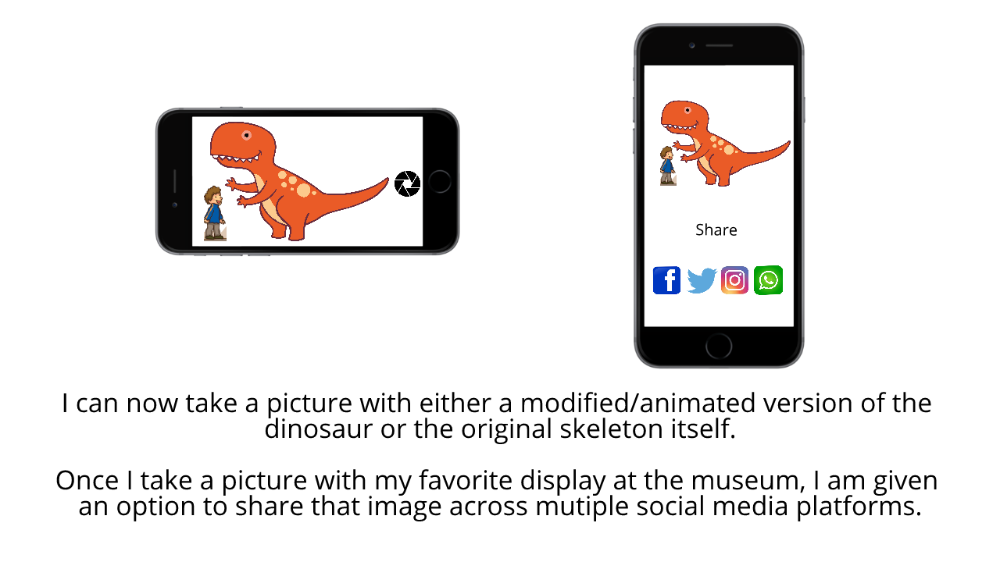 Share
I can now take a picture with either a modified/animated version of the
dinosaur or the original skeleton itself.
Once I take a picture with my favorite display at the museum, I am given
an option to share that image across mutiple social media platforms.